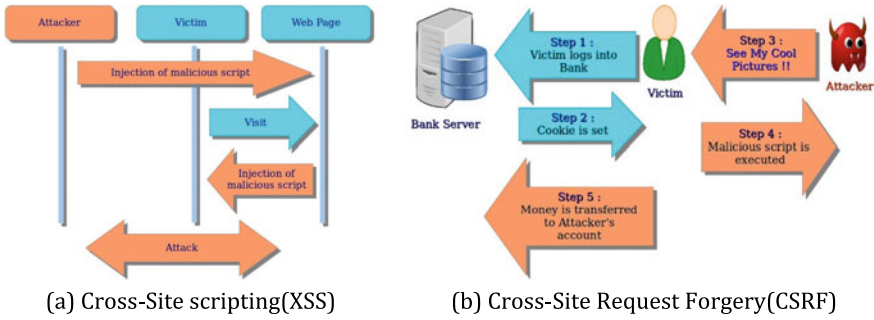 Attacker
Victim
Web Page
Injection of malicious script
Visit
Injection of
malicious script
Attack
(a) Cross-Site scripting(XSS)
Bank Server
Step 1 :
Victim logs into
Bank
Step 2 :
Cookie is set
Victim
Step 3 :
See My Cool
Pictures !!
Attacker
Step 4 :
Malicious script is
executed
Step 5 :
Money is transferred
to Attacker's
account
(b) Cross-Site Request Forgery(CSRF)